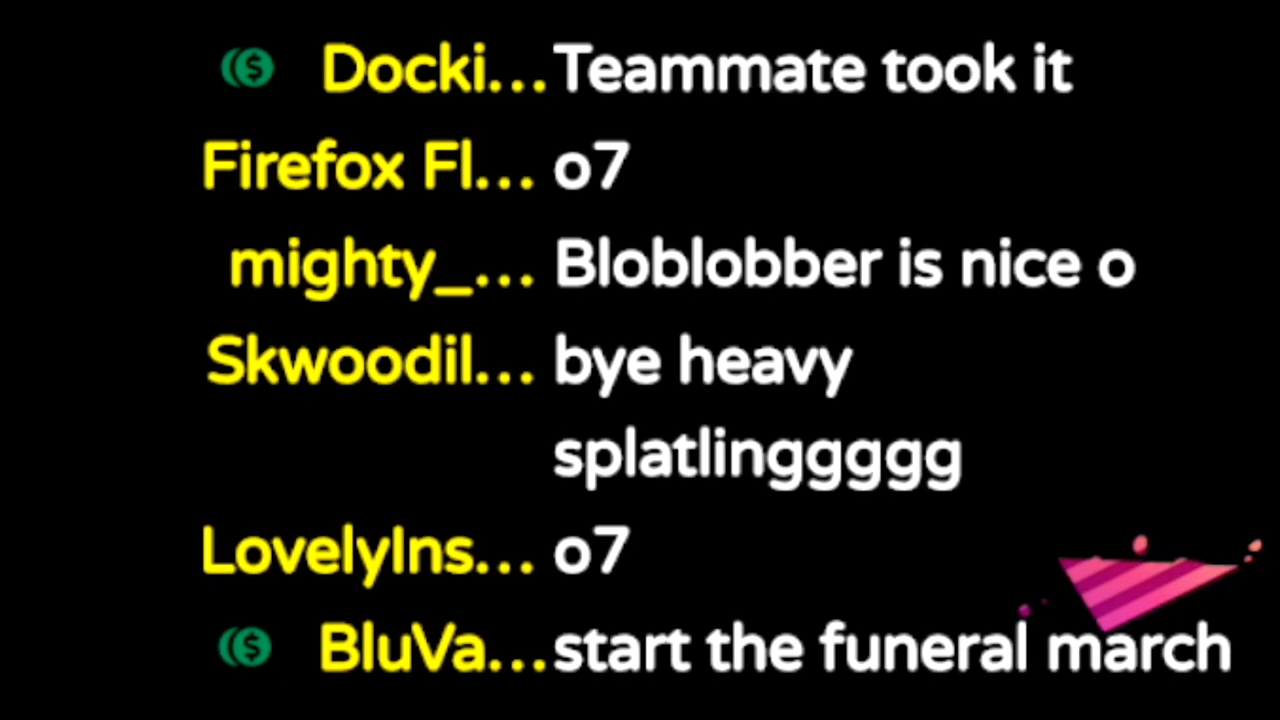 Docki... Teammate took it
Firefox Fl... o7
mighty_... Bloblobber is nice o
Skwoodil... bye heavy
splatlinggggg
LovelyIns... o7
BluVa... start the funeral march